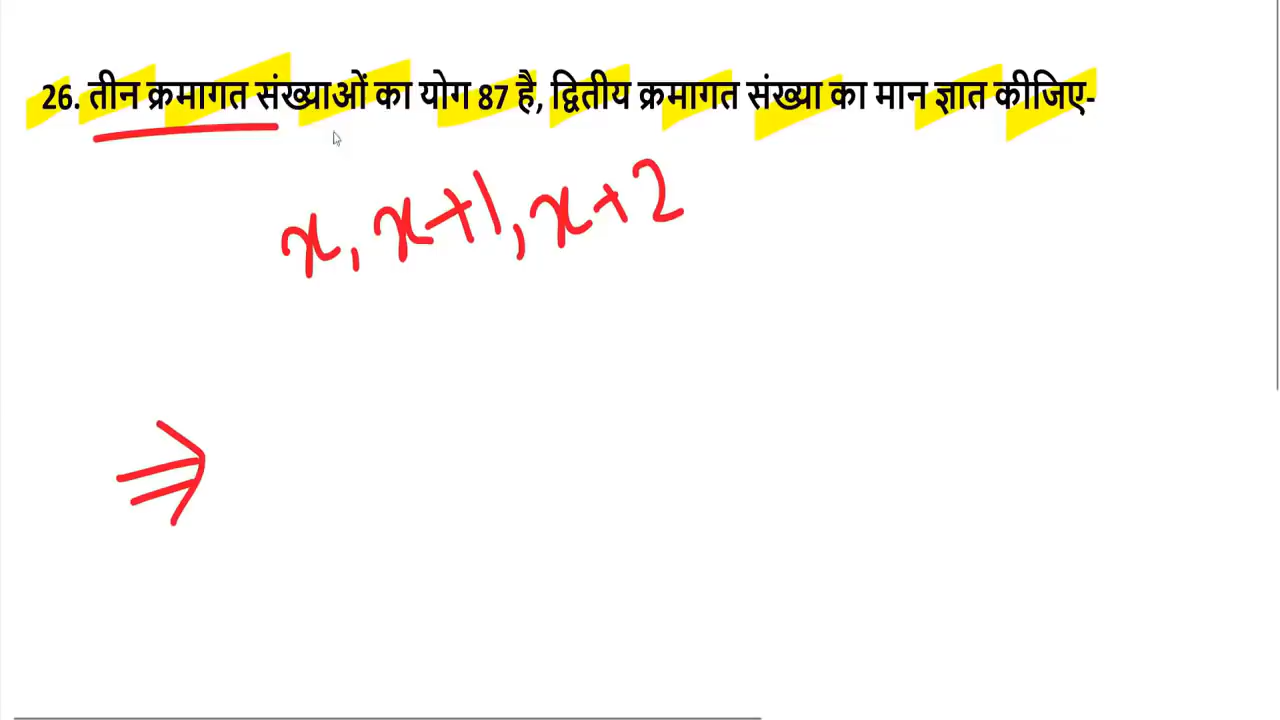 26. तीन क्रमागत संख्याओं का योग 87 है, द्वितीय क्रमागत संख्या का मान ज्ञात कीजिए-
x, x+1, x+2
⇒